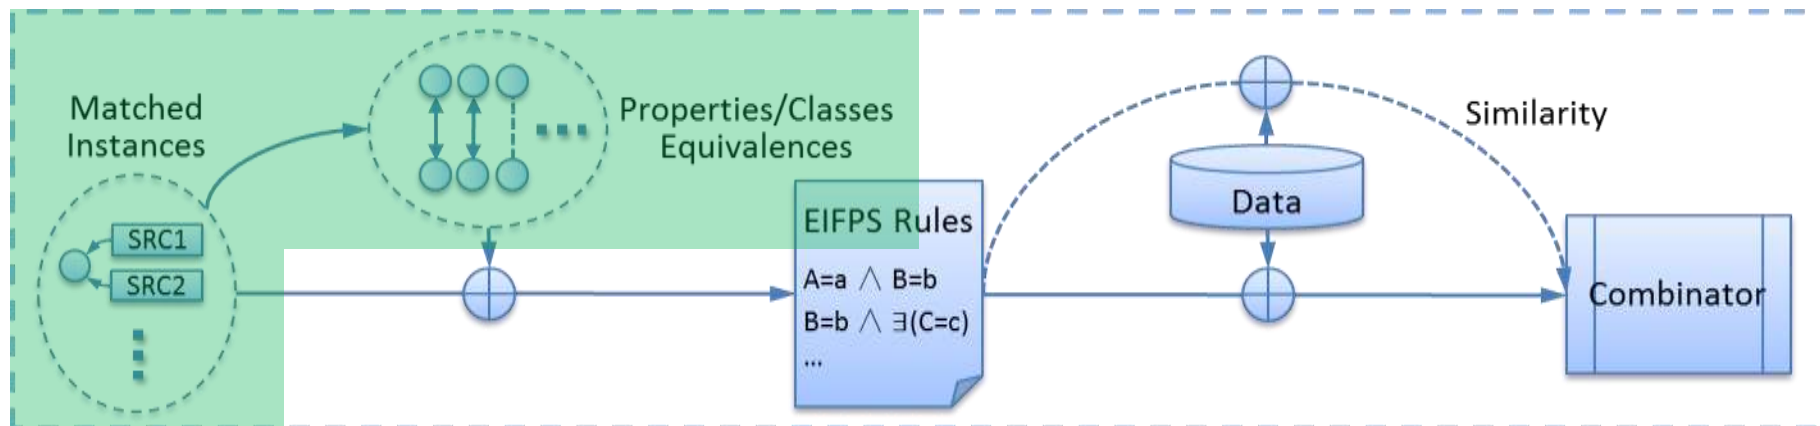 Matched
Instances
SRC1
SRC2
Properties/Classes
Equivalences
EIFPS Rules
A=a ∧ B=b
B=b ∧ ∃(C=c)
...
Data
Similarity
Combinator